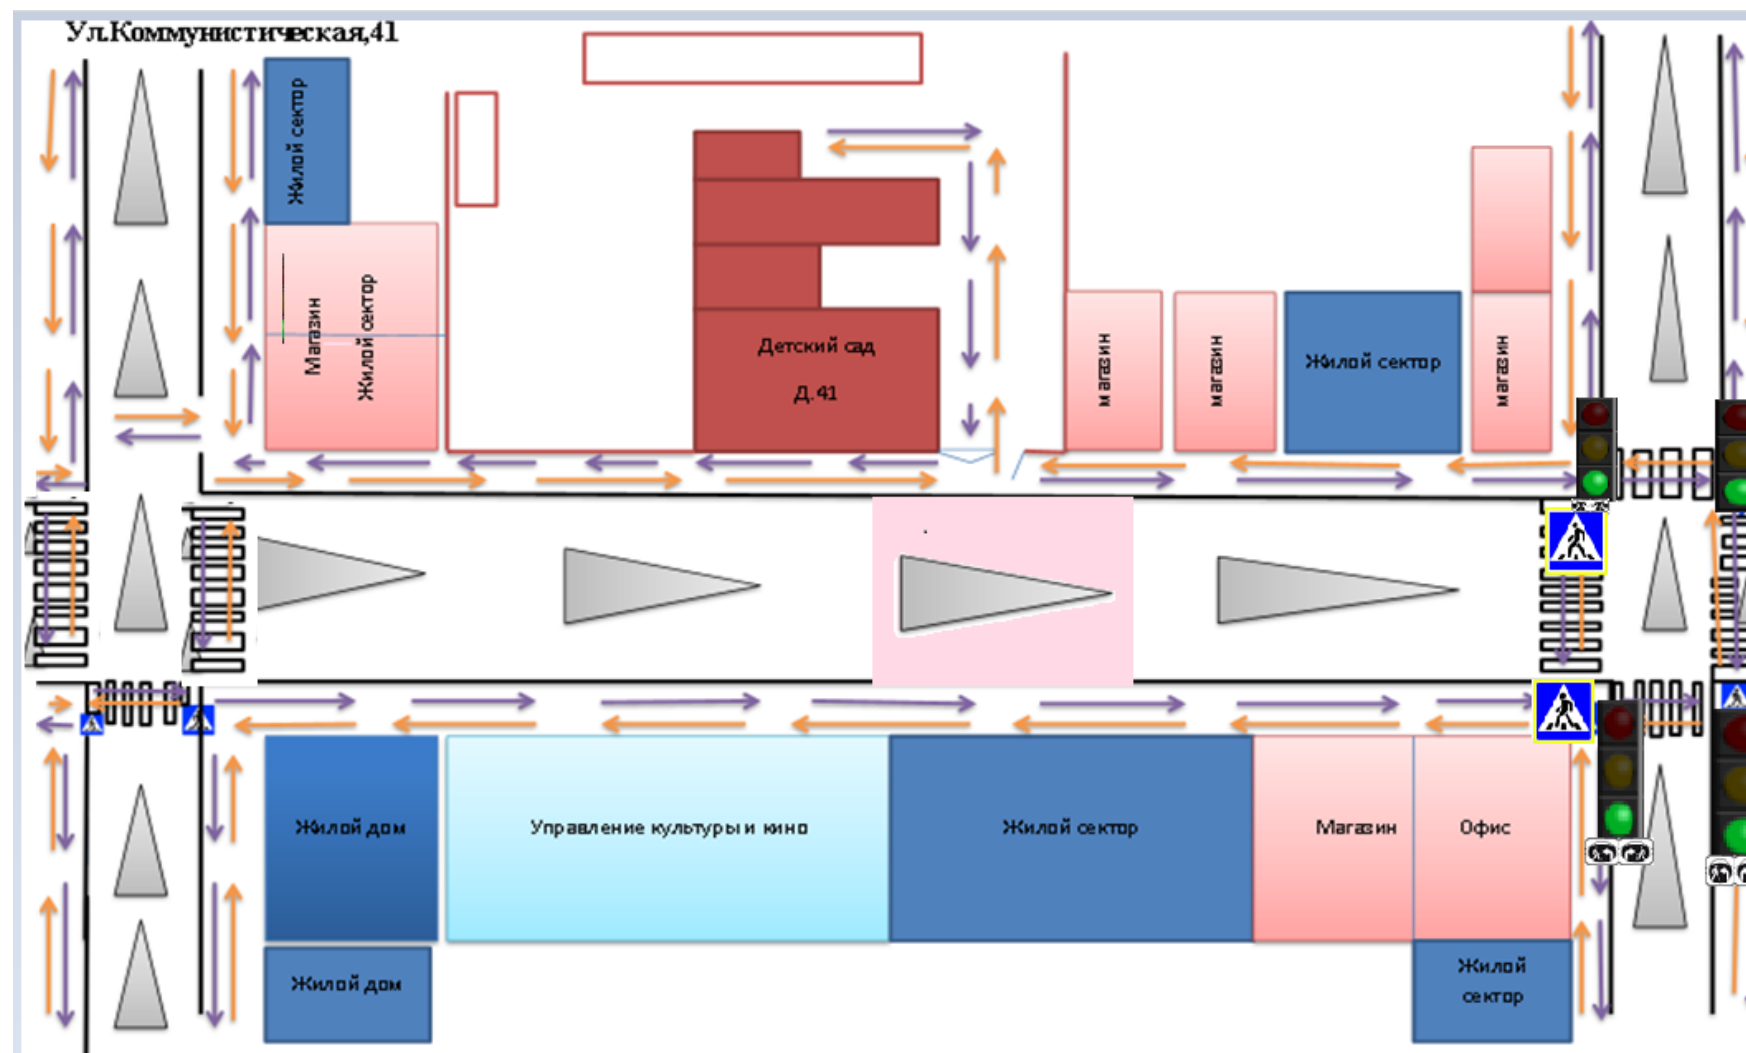 Ул.Коммунистическая,41
Жилой сектор
Магазин
Жилой сектор
Детский сад
Д.41
магазин
магазин
Жилой сектор
магазин
Жилой дом
Управление культуры и кино
Жилой сектор
Магазин
Офис
Жилой дом
Жилой
сектор